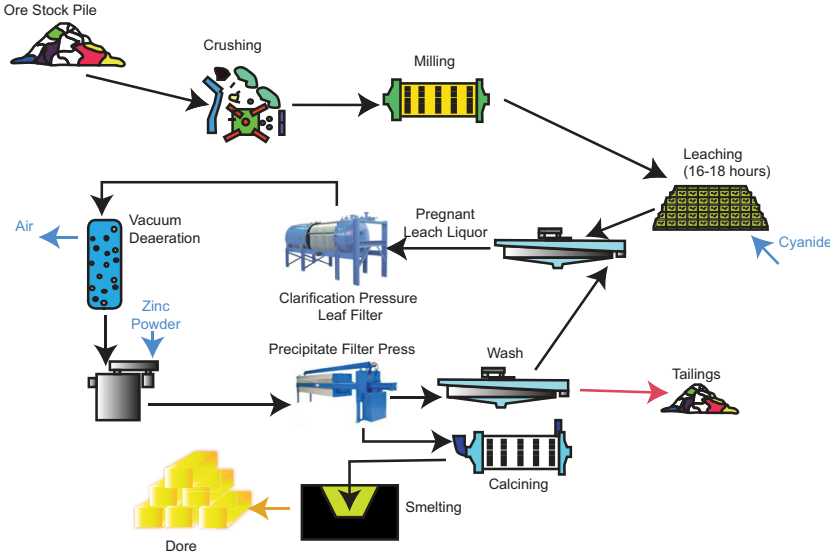 Ore Stock Pile
Crushing
Milling
Leaching
(16-18 hours)
Cyanide
Pregnant
Leach Liquor
Clarification Pressure
Leaf Filter
Vacuum
Deaeration
Air
Zinc
Powder
Precipitate Filter Press
Wash
Tailings
Calcining
Smelting
Dore